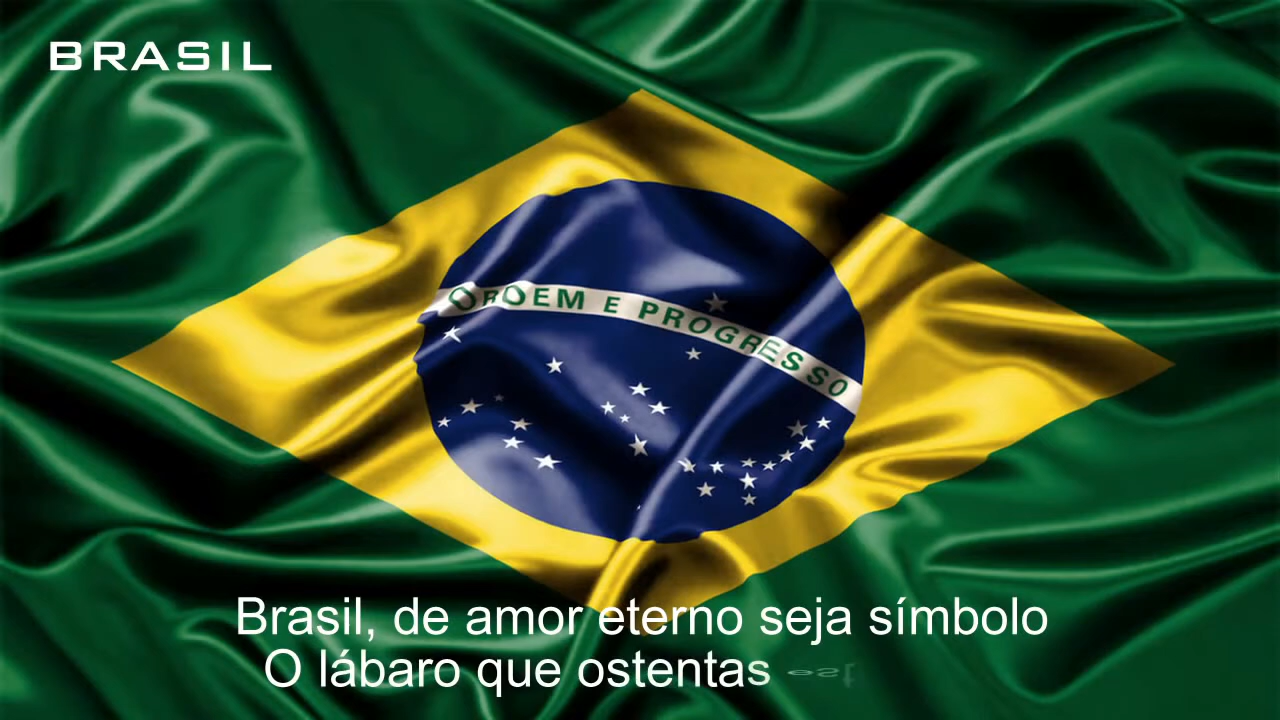 BRASIL
ORDEM E PROGRESSO
Brasil, de amor eterno seja símbolo
O lábaro que ostentas